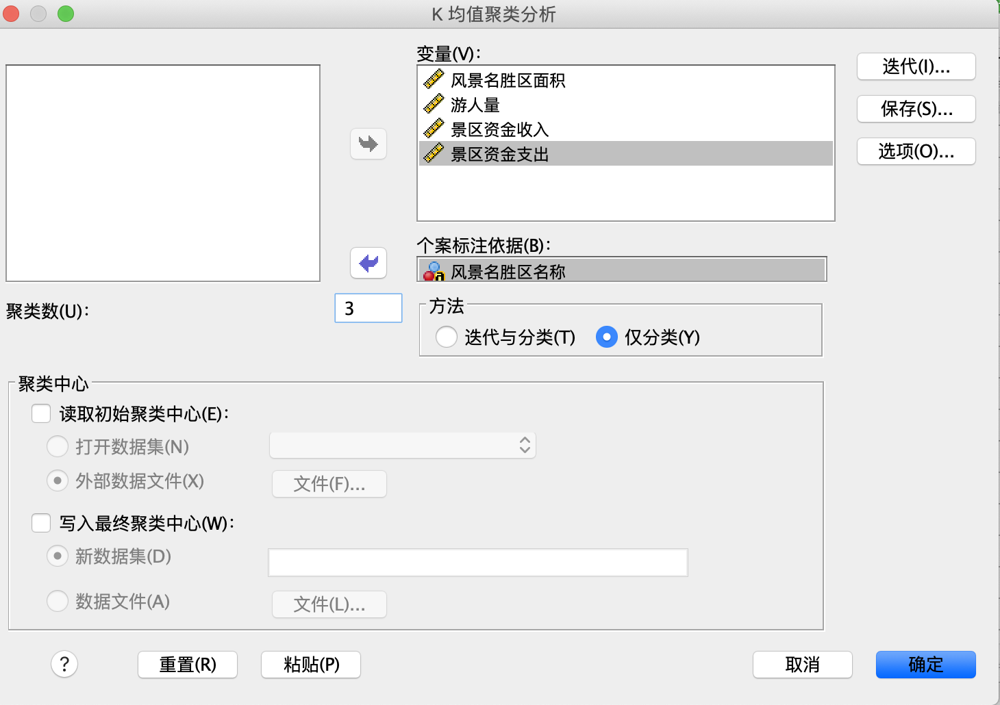 K 均值聚类分析
变量(V):
风景名胜区面积
游人量
景区资金收入
景区资金支出
迭代(I)...
保存(S)...
选项(O)...
个案标注依据(B):
风景名胜区名称
聚类数(U):
3
方法
迭代与分类(T)
仅分类(Y)
聚类中心
读取初始聚类中心(E):
打开数据集(N)
外部数据文件(X)
文件(F)...
写入最终聚类中心(W):
新数据集(D)
数据文件(A)
文件(L)...
?
重置(R)
粘贴(P)
取消
确定